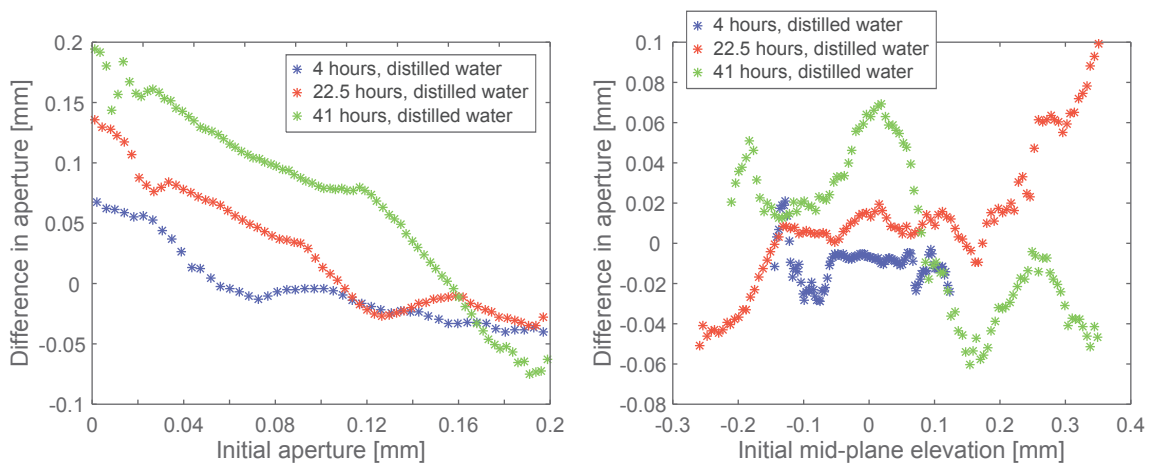 Difference in aperture [mm]
0.2
0.15
0.1
0.05
0
-0.05
-0.1
4 hours, distilled water
22.5 hours, distilled water
41 hours, distilled water
0 0.04 0.08 0.12 0.16 0.2
Initial aperture [mm]
Difference in aperture [mm]
0.1
0.08
0.06
0.04
0.02
0
-0.02
-0.04
-0.06
-0.08
4 hours, distilled water
22.5 hours, distilled water
41 hours, distilled water
-0.3 -0.2 -0.1 0 0.1 0.2 0.3 0.4
Initial mid-plane elevation [mm]